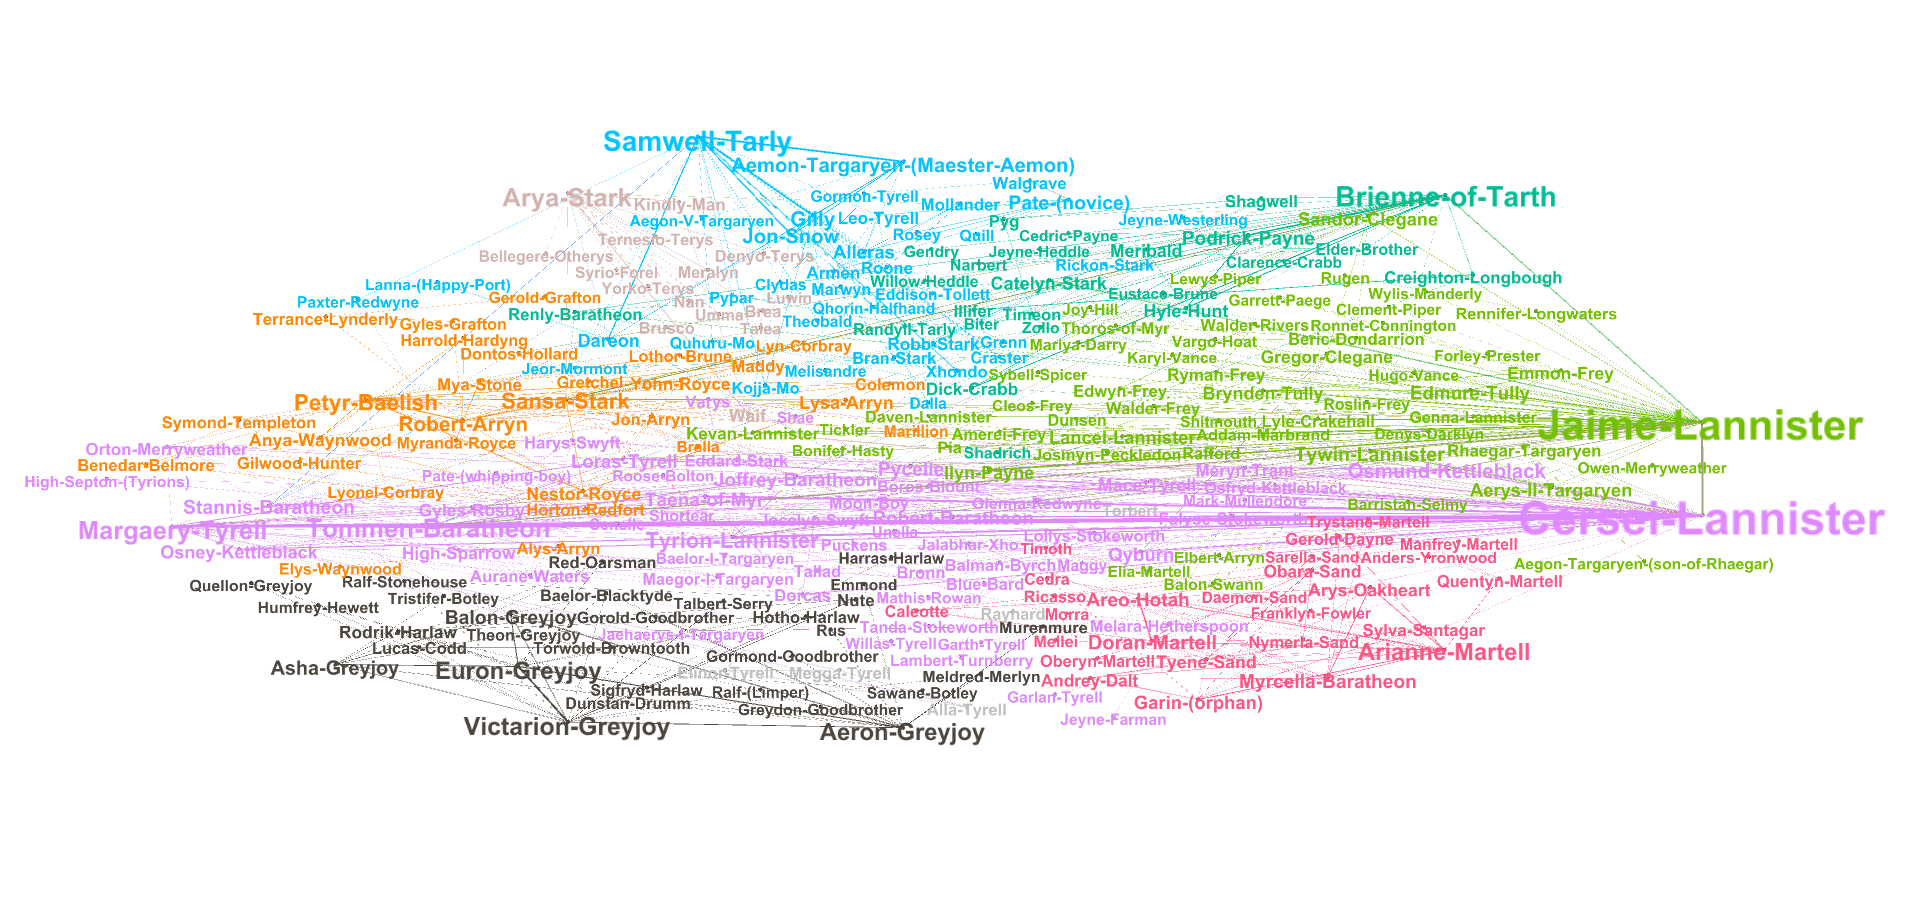 Samwell-Tarly
Aemon-Targaryen-(Maester-Aemon)
Walgrave
Arya-Stark
Kindly-Man
Gormon-Tyrell
Mollander
Pate-(novice)
Shagwell
Brienne-of-Tarth
Aegon-V-Targaryen
Gilly
Leo-Tyrell
Pyg
Jeyne-Westerling
Sandor-Clegane
Ternesio-Terys
Jon-Snow
Rosey
Quill
Cedric-Payne
Podrick-Payne
Bellegere-Otherys
Denyo-Terys
Alleras
Gendry
Jeyne-Heddle
Meribald
Elder-Brother
Syrio-Forel
Meralyn
Armen
Roone
Narbert
Rickon-Stark
Clarence-Crabb
Lanna-(Happy-Port)
Yorko-Terys
Clydas
Marwyn
Willow-Heddle
Catelyn-Stark
Lewys-Piper
Rugen
Creighton-Longbough
Paxter-Redwyne
Gerold-Grafton
Nan
Pypar
Luwin
Eddison-Tollett
Eustace-Brune
Garrett-Paege
Wylis-Manderly
Terrance-Lynderly
Gyles-Grafton
Renly-Baratheon
Umma
Brea
Qhorin-Halfhand
Illifer
Timeon
Joy-Hill
Hyle-Hunt
Clement-Piper
Rennifer-Longwaters
Harrold-Hardyng
Brusco
Talea
Theobald
Randyll-Tarly
Biter
Zollo
Thoros-of-Myr
Walder-Rivers
Ronnet-Connington
Dontos-Hollard
Dareon
Quhuru-Mo
Lyn-Corbray
Robb-Stark
Grenn
Mariya-Darry
Vargo-Hoat
Beric-Dondarrion
Jeor-Mormont
Lothor-Brune
Maddy
Melisandre
Bran-Stark
Craster
Karyl-Vance
Gregor-Clegane
Forley-Prester
Mya-Stone
Gretchel
Yohn-Royce
Kojja-Mo
Colemon
Xhondo
Sybell-Spicer
Ryman-Frey
Hugo-Vance
Emmon-Frey
Petyr-Baelish
Sansa-Stark
Varys
Lysa-Arryn
Dalla
Dick-Crabb
Edwyn-Frey
Brynden-Tully
Edmure-Tully
Symond-Templeton
Robert-Arryn
Jon-Arryn
Waif
Shae
Daven-Lannister
Cleos-Frey
Walder-Frey
Roslin-Frey
Jaime-Lannister
Anya-Waynwood
Myranda-Royce
Kevan-Lannister
Tickler
Marillion
Dunsen
Shitmouth
Lyle-Crakehall
Genna-Lannister
Orton-Merryweather
Harys-Swyft
Brella
Bonifer-Hasty
Amerei-Frey
Lancel-Lannister
Addam-Marbrand
Denys-Darklyn
Benedar-Belmore
Gilwood-Hunter
Loras-Tyrell
Eddard-Stark
Pia
Shadrich
Josmyn-Peckledon
Rafford
Tywin-Lannister
Rhaegar-Targaryen
High-Septon-(Tyrions)
Pate-(whipping-boy)
Roose-Bolton
Joffrey-Baratheon
Pycelle
Ilyn-Payne
Meryn-Trant
Osmund-Kettleblack
Owen-Merryweather
Lyonel-Corbray
Nestor-Royce
Taena-of-Myr
Boros-Blount
Mace-Tyrell
Osfryd-Kettleblack
Aerys-II-Targaryen
Stannis-Baratheon
Gyles-Rosby
Horton-Redfort
Shortear
Moon-Boy
Olenna-Redwyne
Mark-Mullendore
Barristan-Selmy
Margaery-Tyrell
Tommen-Baratheon
Senelle
Jocelyn-Swyft
Robert-Baratheon
Torbert
Falyse-Stokeworth
Trystane-Martell
Cersei-Lannister
Osney-Kettleblack
High-Sparrow
Alys-Arryn
Tyrion-Lannister
Unella
Puckens
Jalabhar-Xho
Lollys-Stokeworth
Timoth
Qyburn
Gerold-Dayne
Manfrey-Martell
Elys-Waynwood
Red-Oarsman
Baelor-I-Targaryen
Harras-Harlaw
Balman-Byrch
Maggy
Elbert-Arryn
Sarella-Sand
Anders-Yronwood
Aegon-Targaryen-(son-of-Rhaegar)
Quellon-Greyjoy
Ralf-Stonehouse
Aurane-Waters
Maegor-I-Targaryen
Tallad
Bronn
Cedra
Elia-Martell
Obara-Sand
Quentyn-Martell
Tristifer-Botley
Baelor-Blacktyde
Dorcas
Emmond
Blue-Bard
Ricasso
Balon-Swann
Arys-Oakheart
Humfrey-Hewett
Balon-Greyjoy
Talbert-Serry
Nute
Mathis-Rowan
Areo-Hotah
Daemon-Sand
Rodrik-Harlaw
Theon-Greyjoy
Gorold-Goodbrother
Hotho-Harlaw
Caleotte
Raynard
Morra
Franklyn-Fowler
Lucas-Codd
Torwold-Browntooth
Jaehaerys-I-Targaryen
Rus
Tanda-Stokeworth
Murenmure
Melara-Hetherspoon
Sylva-Santagar
Asha-Greyjoy
Euron-Greyjoy
Gormond-Goodbrother
Willas-Tyrell
Garth-Tyrell
Mellei
Doran-Martell
Nymeria-Sand
Arianne-Martell
Elinor-Tyrell
Megga-Tyrell
Lambert-Turnberry
Oberyn-Martell
Tyene-Sand
Sigfryd-Harlaw
Ralf-(Limper)
Sawane-Botley
Meldred-Merlyn
Andrey-Dalt
Myrcella-Baratheon
Dunstan-Drumm
Greydon-Goodbrother
Alla-Tyrell
Garlan-Tyrell
Garin-(orphan)
Victarion-Greyjoy
Aeron-Greyjoy
Jeyne-Farman